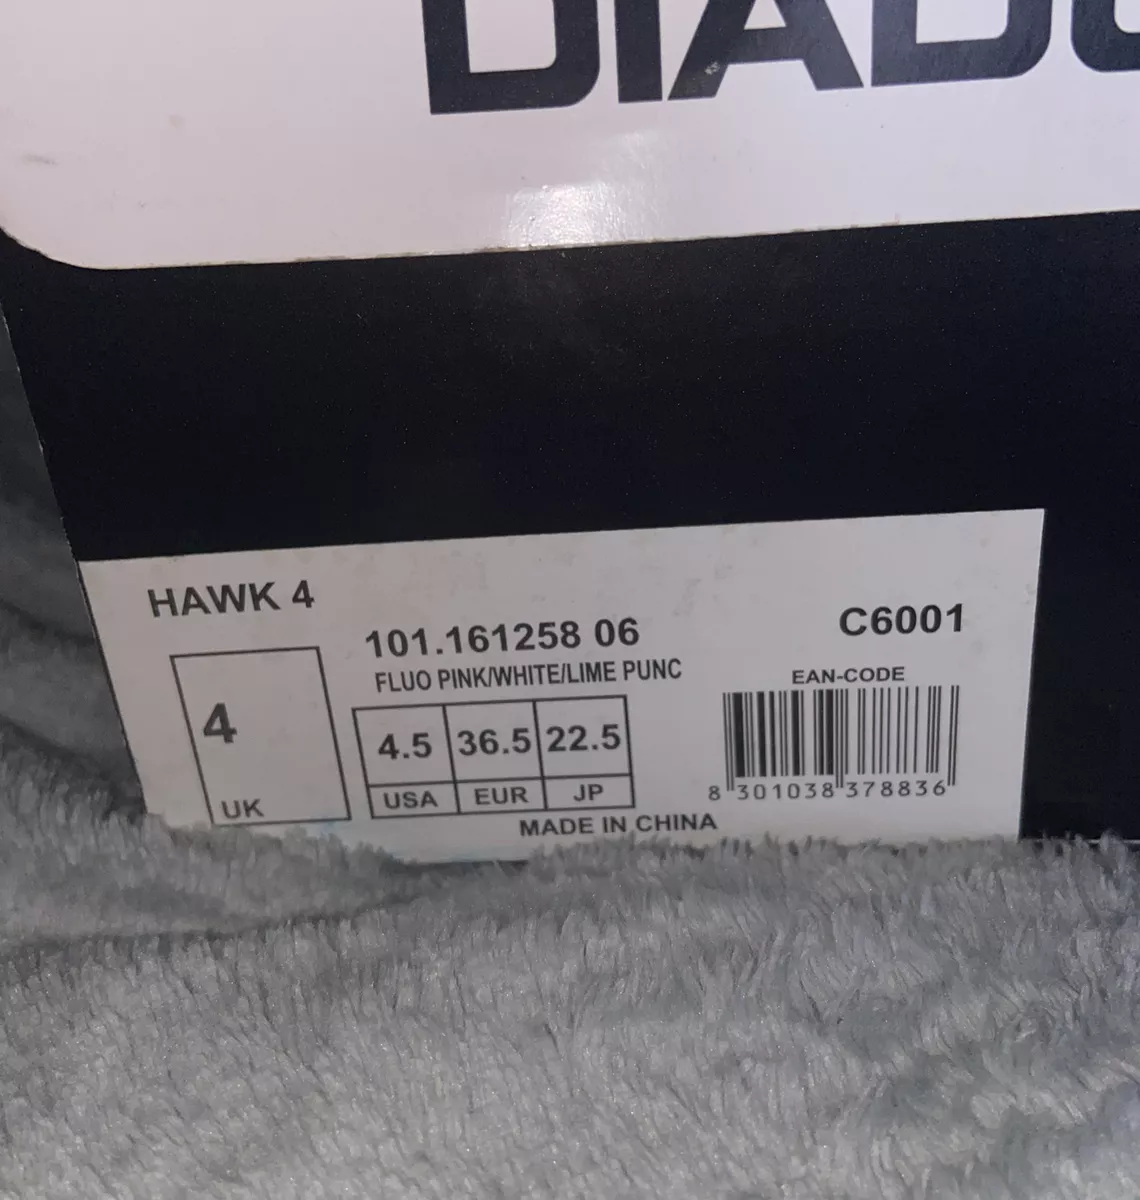 DIADO
HAWK 4
101.161258 06
C6001
FLUO PINK/WHITE/LIME PUNC
EAN-CODE
4
UK
4.5 36.5 22.5
USA EUR JP
8 301038 378836
MADE IN CHINA